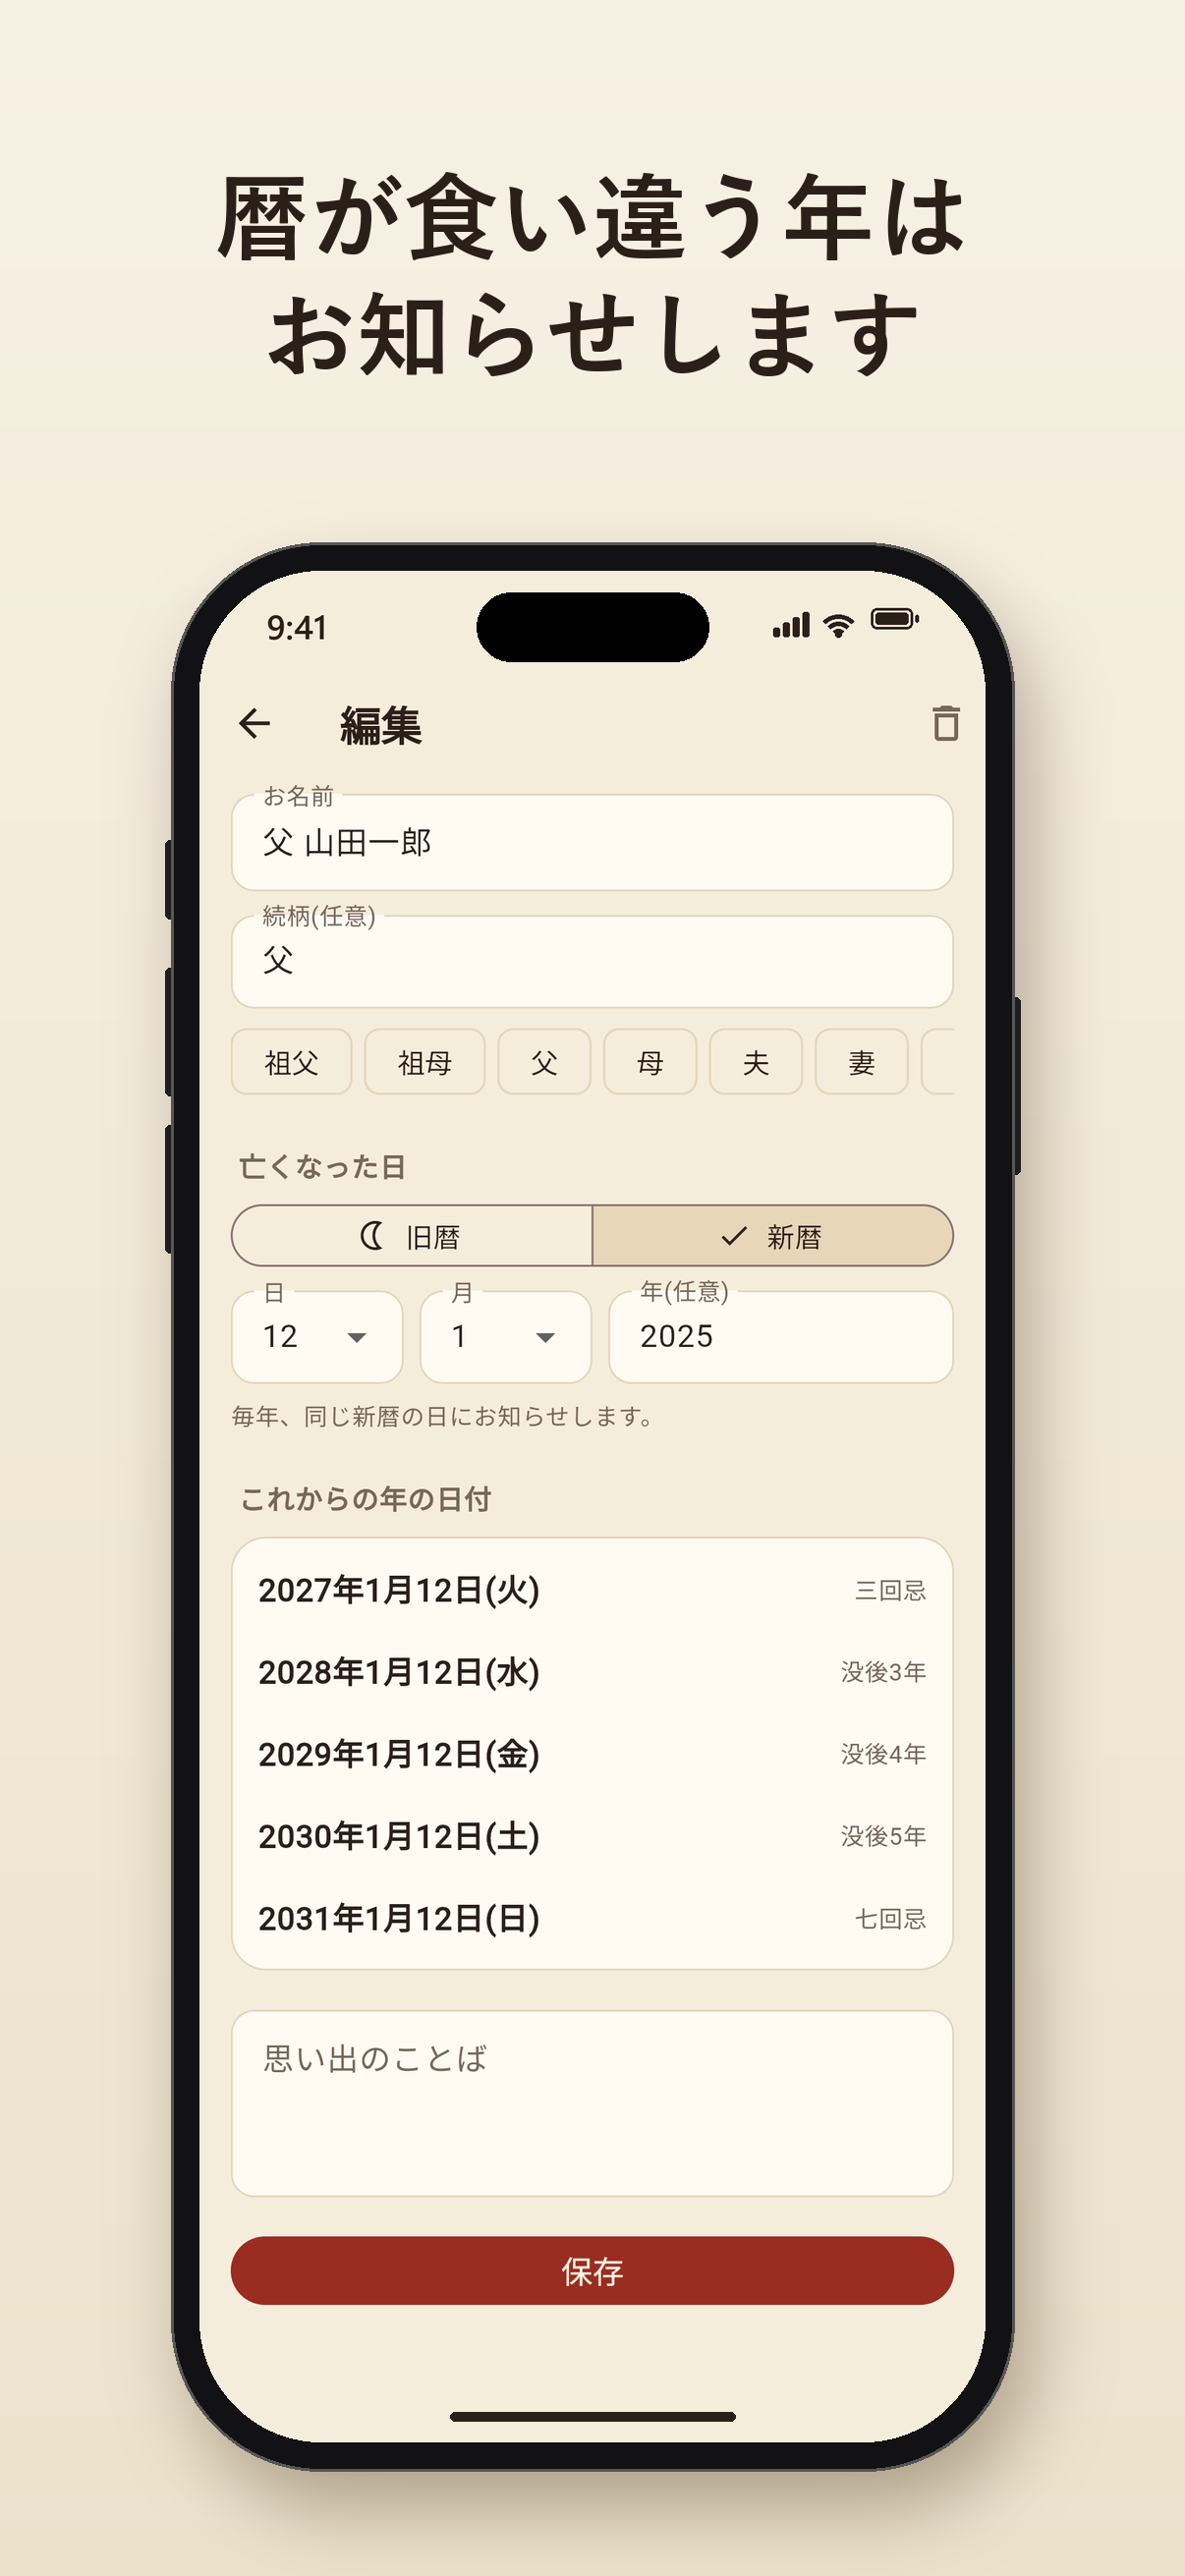 暦が食い違う年は
お知らせします
9:41
編集
お名前
父 山田一郎
続柄(任意)
父
祖父 祖母 父 母 夫 妻
亡くなった日
旧暦 新暦
日 月 年(任意)
12 1 2025
毎年、同じ新暦の日にお知らせします。
これからの年の日付
2027年1月12日(火) 三回忌
2028年1月12日(水) 没後3年
2029年1月12日(金) 没後4年
2030年1月12日(土) 没後5年
2031年1月12日(日) 七回忌
思い出のことば
保存